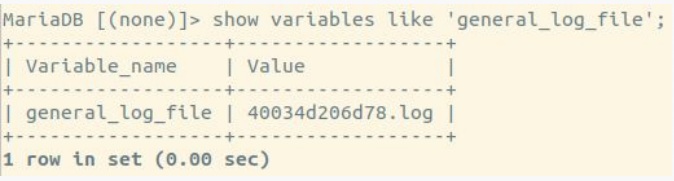 MariaDB [(none)]> show variables like 'general_log_file';
+------------------+------------------+
| Variable_name    | Value            |
+------------------+------------------+
| general_log_file | 40034d206d78.log |
+------------------+------------------+
1 row in set (0.00 sec)